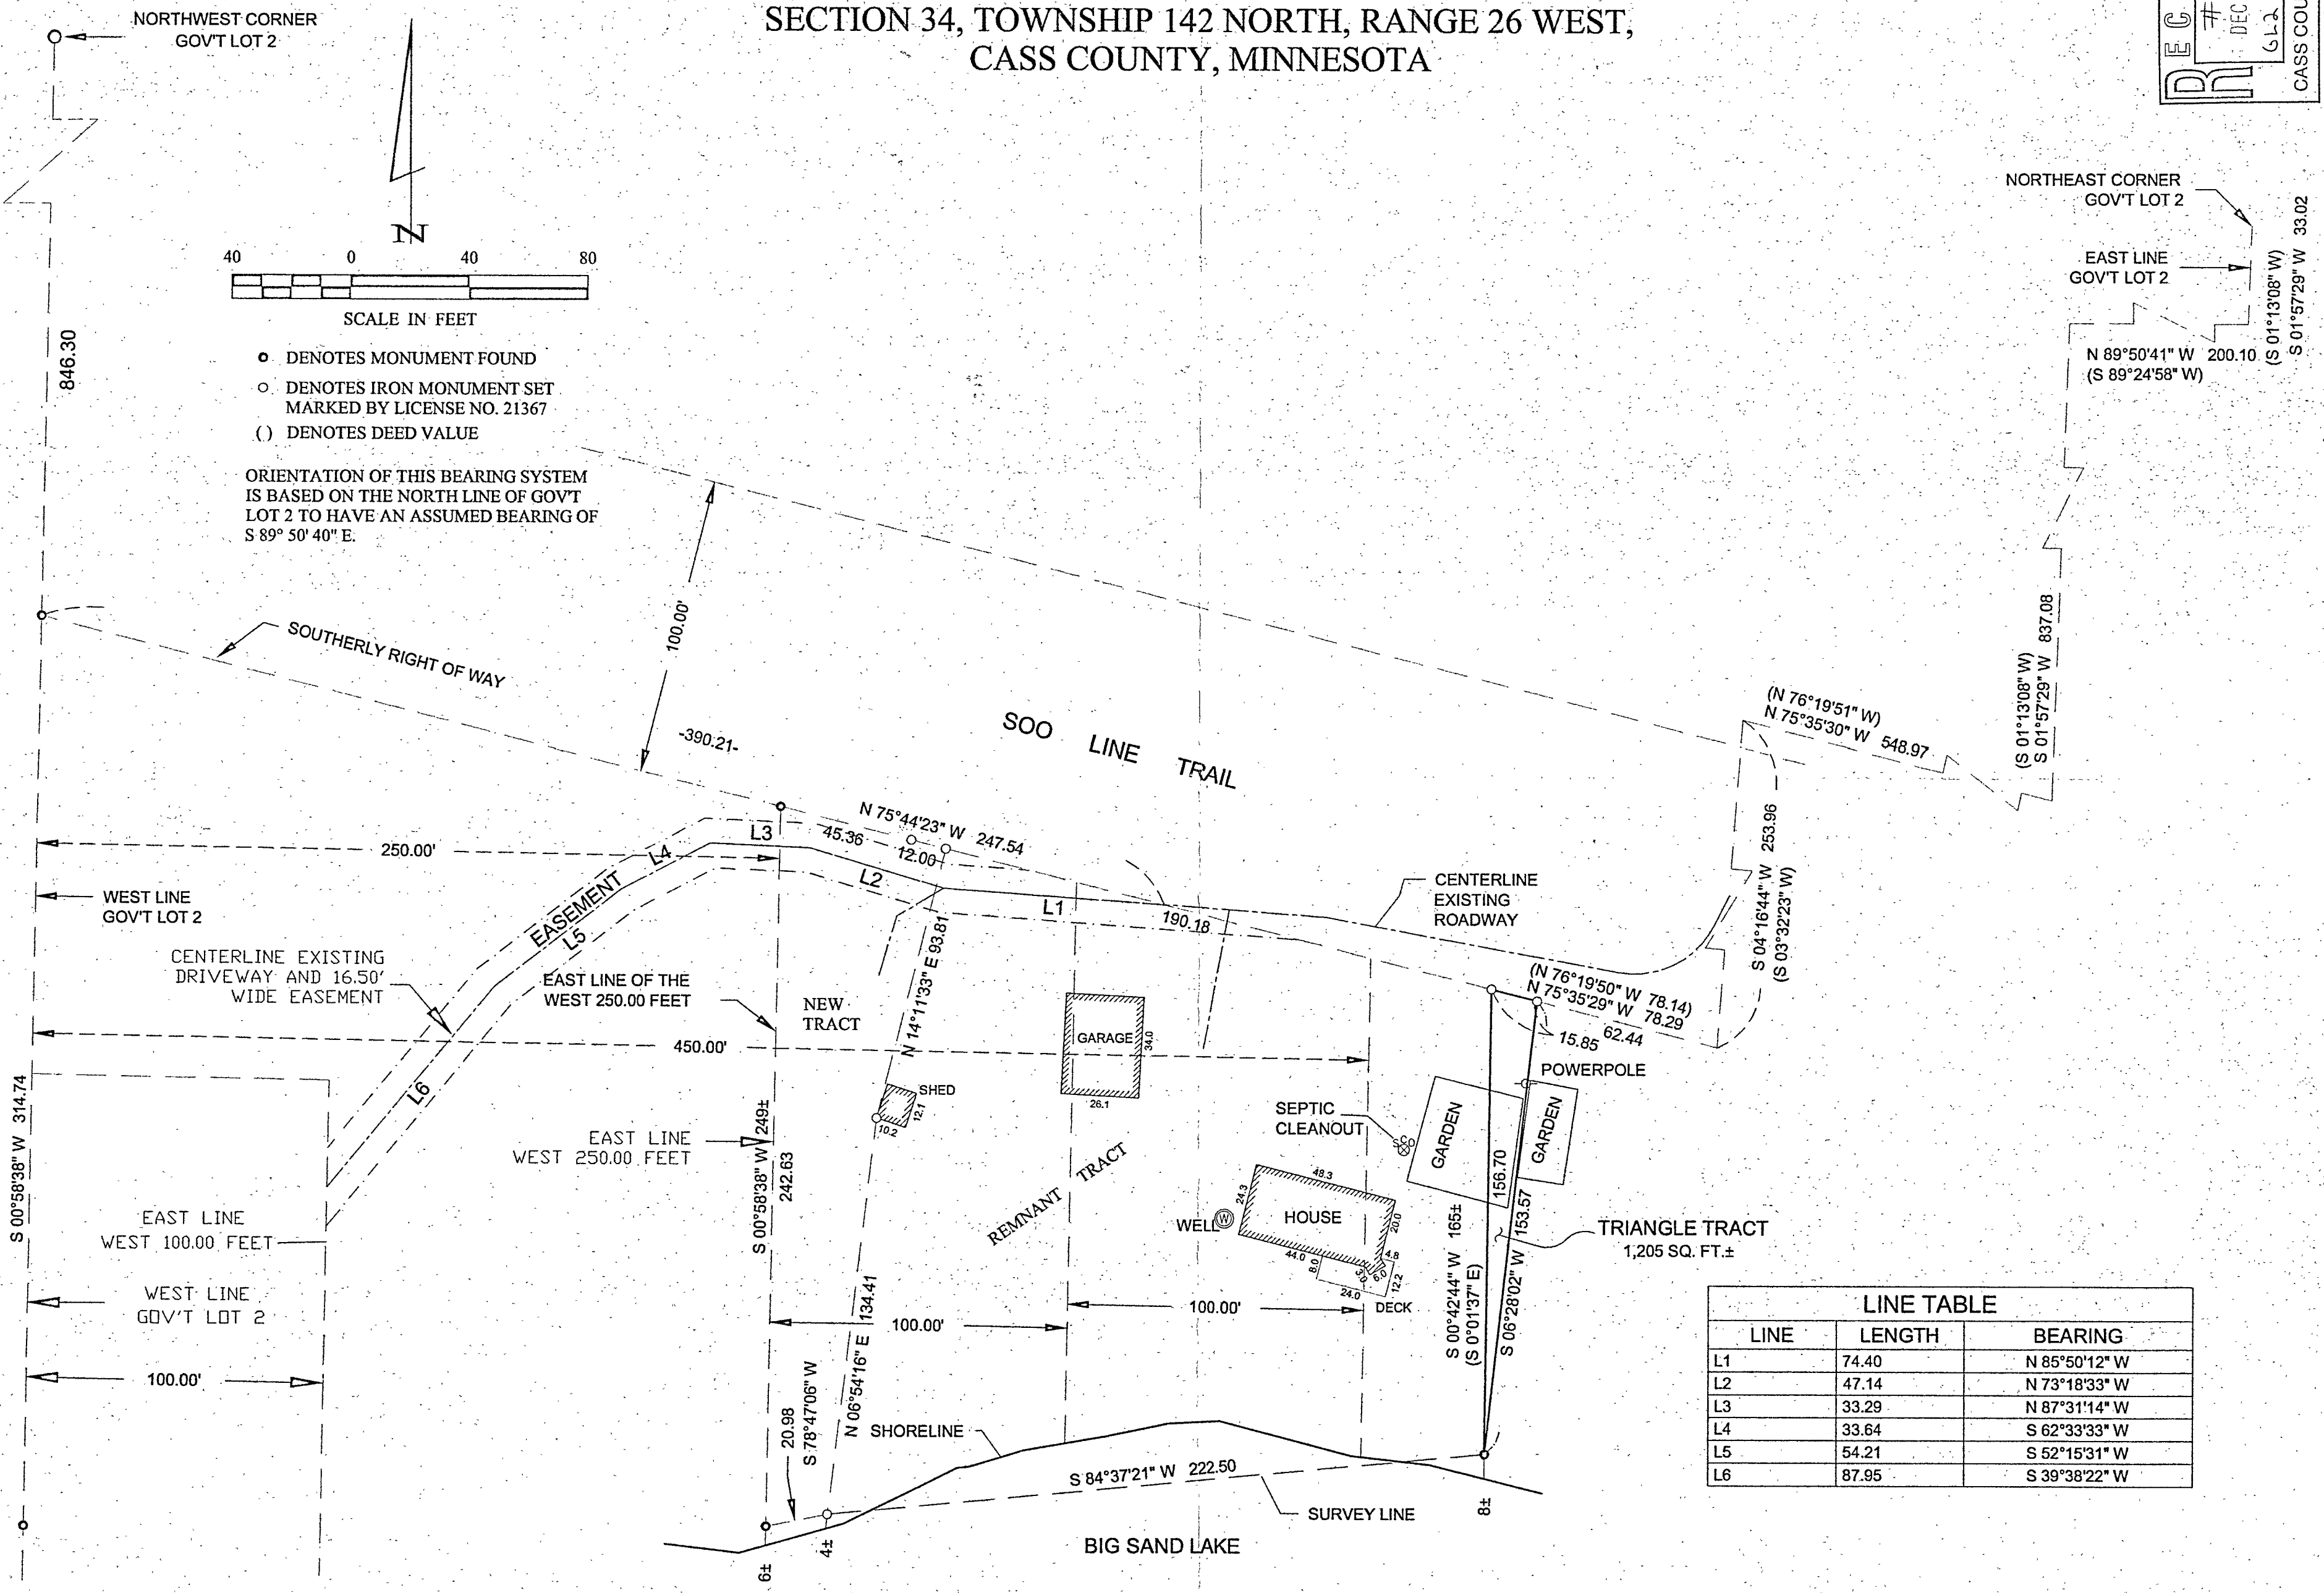 SECTION 34, TOWNSHIP 142 NORTH, RANGE 26 WEST,
CASS COUNTY, MINNESOTA
R E C
#
DEC
GL2
CASS COU
NORTHWEST CORNER
GOV'T LOT 2
N
40 0 40 80
SCALE IN FEET
DENOTES MONUMENT FOUND
DENOTES IRON MONUMENT SET
MARKED BY LICENSE NO. 21367
( ) DENOTES DEED VALUE
ORIENTATION OF THIS BEARING SYSTEM
IS BASED ON THE NORTH LINE OF GOV'T
LOT 2 TO HAVE AN ASSUMED BEARING OF
S 89° 50' 40" E.
846.30
NORTHEAST CORNER
GOV'T LOT 2
EAST LINE
GOV'T LOT 2
(S 01°13'08" W)
S 01°57'29" W 33.02
N 89°50'41" W 200.10
(S 89°24'58" W)
(S 01°13'08" W)
S 01°57'29" W 837.08
(N 76°19'51" W)
N 75°35'30" W 548.97
S 04°16'44" W 253.96
(S 03°32'23" W)
SOUTHERLY RIGHT OF WAY
100.00'
-390.21-
SOO LINE TRAIL
N 75°44'23" W 247.54
45.36
12.00
L3
L4
L2
L1
190.18
250.00'
WEST LINE
GOV'T LOT 2
EASEMENT
L5
CENTERLINE
EXISTING
ROADWAY
CENTERLINE EXISTING
DRIVEWAY AND 16.50'
WIDE EASEMENT
EAST LINE OF THE
WEST 250.00 FEET
NEW
TRACT
N 14°11'33" E 93.81
(N 76°19'50" W 78.14)
N 75°35'29" W 78.29
62.44
15.85
450.00'
GARAGE
34.0
26.1
POWERPOLE
L6
SHED
12.1
10.2
SEPTIC
CLEANOUT
SCO
GARDEN
GARDEN
S 00°58'38" W 314.74
EAST LINE
WEST 250.00 FEET
S 00°58'38" W 249±
242.63
REMNANT TRACT
156.70
S 06°28'02" W 153.57
48.3
24.3
HOUSE
20.0
WELL
W
44.0
8.0
3.0
6.0
4.8
12.2
24.0
DECK
S 00°42'44" W 165±
(S 0°01'37" E)
TRIANGLE TRACT
1,205 SQ. FT.±
EAST LINE
WEST 100.00 FEET
WEST LINE
GOV'T LOT 2
100.00'
100.00'
100.00'
N 06°54'16" E 134.41
20.98
S 78°47'06" W
SHORELINE
S 84°37'21" W 222.50
SURVEY LINE
BIG SAND LAKE
6±
4±
8±
LINE TABLE
LINE LENGTH BEARING
L1 74.40 N 85°50'12" W
L2 47.14 N 73°18'33" W
L3 33.29 N 87°31'14" W
L4 33.64 S 62°33'33" W
L5 54.21 S 52°15'31" W
L6 87.95 S 39°38'22" W